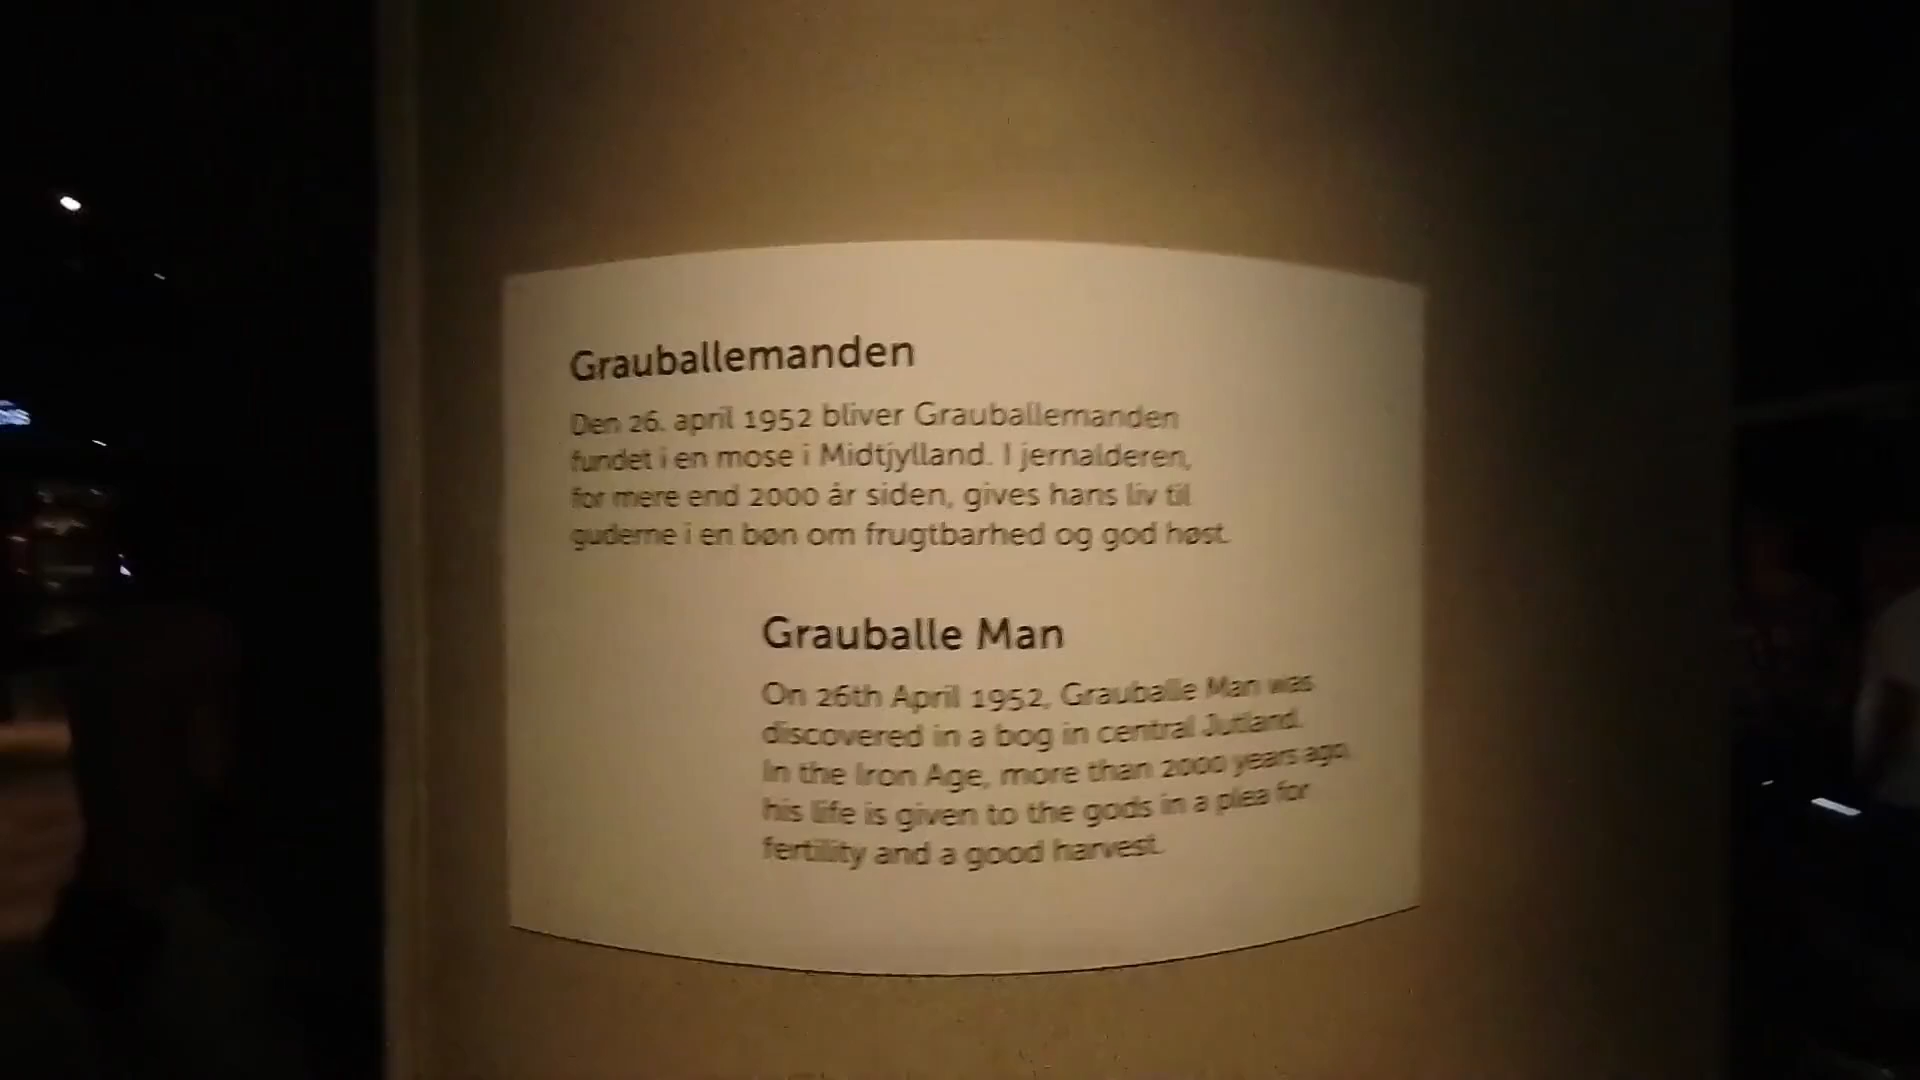 Grauballemanden
Den 26. april 1952 bliver Grauballemanden
fundet i en mose i Midtjylland. I jernalderen,
for mere end 2000 år siden, gives hans liv til
guderne i en bøn om frugtbarhed og god høst.
Grauballe Man
On 26th April 1952, Grauballe Man was
discovered in a bog in central Jutland.
In the Iron Age, more than 2000 years ago,
his life is given to the gods in a plea for
fertility and a good harvest.